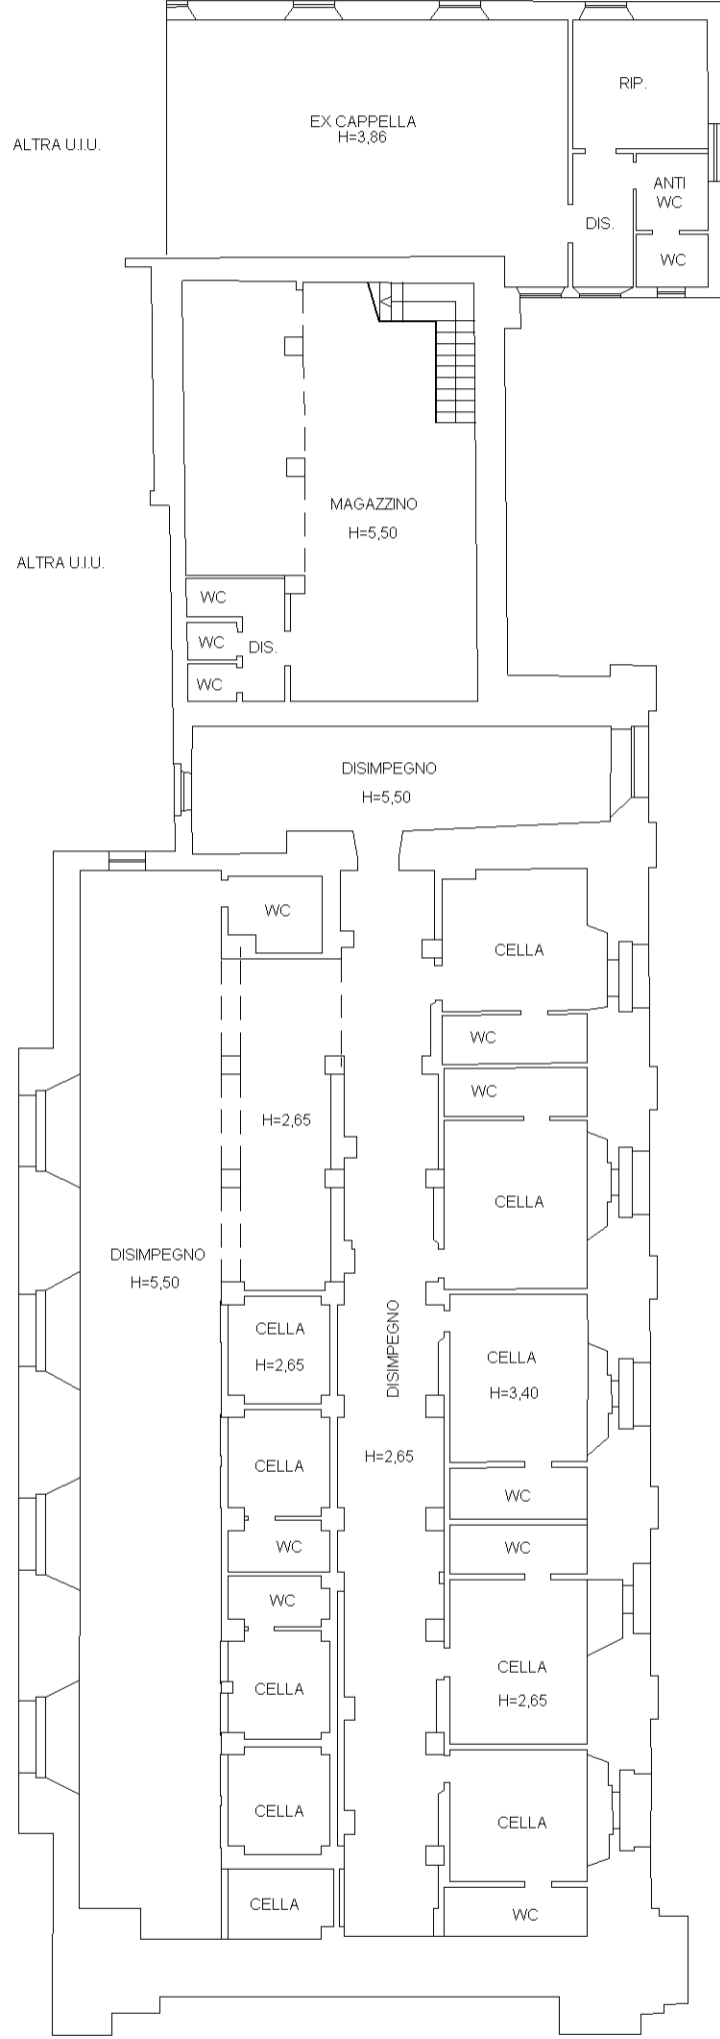 RIP.
EX CAPPELLA
H=3,86
ALTRA U.I.U.
ANTI
WC
DIS.
WC
MAGAZZINO
H=5,50
ALTRA U.I.U.
WC
WC
DIS.
WC
DISIMPEGNO
H=5,50
WC
CELLA
WC
WC
H=2,65
CELLA
DISIMPEGNO
H=5,50
CELLA
H=2,65
DISIMPEGNO
H=2,65
CELLA
H=3,40
CELLA
WC
WC
WC
WC
CELLA
CELLA
H=2,65
CELLA
CELLA
CELLA
WC